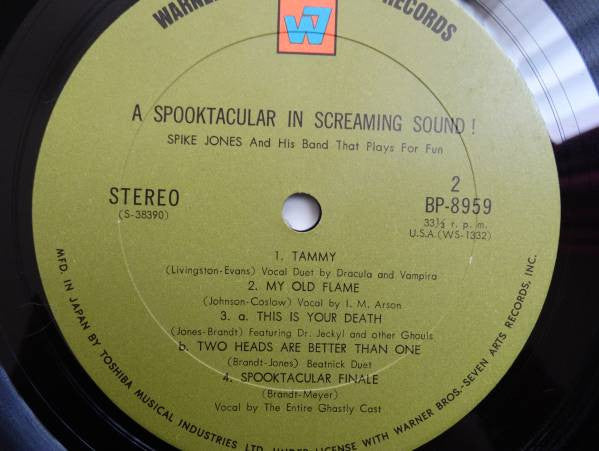 WARNER RECORDS
W7
A SPOOKTACULAR IN SCREAMING SOUND!
SPIKE JONES And His Band That Plays For Fun
STEREO
(S-38390)
2
BP-8959
33⅓ r. p. m.
U.S.A.(WS-1332)
1. TAMMY
(Livingston-Evans) Vocal Duet by Dracula and Vampira
2. MY OLD FLAME
(Johnson-Coslow) Vocal by I. M. Arson
3. a. THIS IS YOUR DEATH
(Jones-Brandt) Featuring Dr. Jeckyl and other Ghouls
b. TWO HEADS ARE BETTER THAN ONE
(Brandt-Jones) Beatnick Duet
4. SPOOKTACULAR FINALE
(Brandt-Meyer)
Vocal by The Entire Ghastly Cast
MFD. IN JAPAN BY TOSHIBA MUSICAL INDUSTRIES LTD. UNDER LICENSE WITH WARNER BROS.-SEVEN ARTS RECORDS, INC.